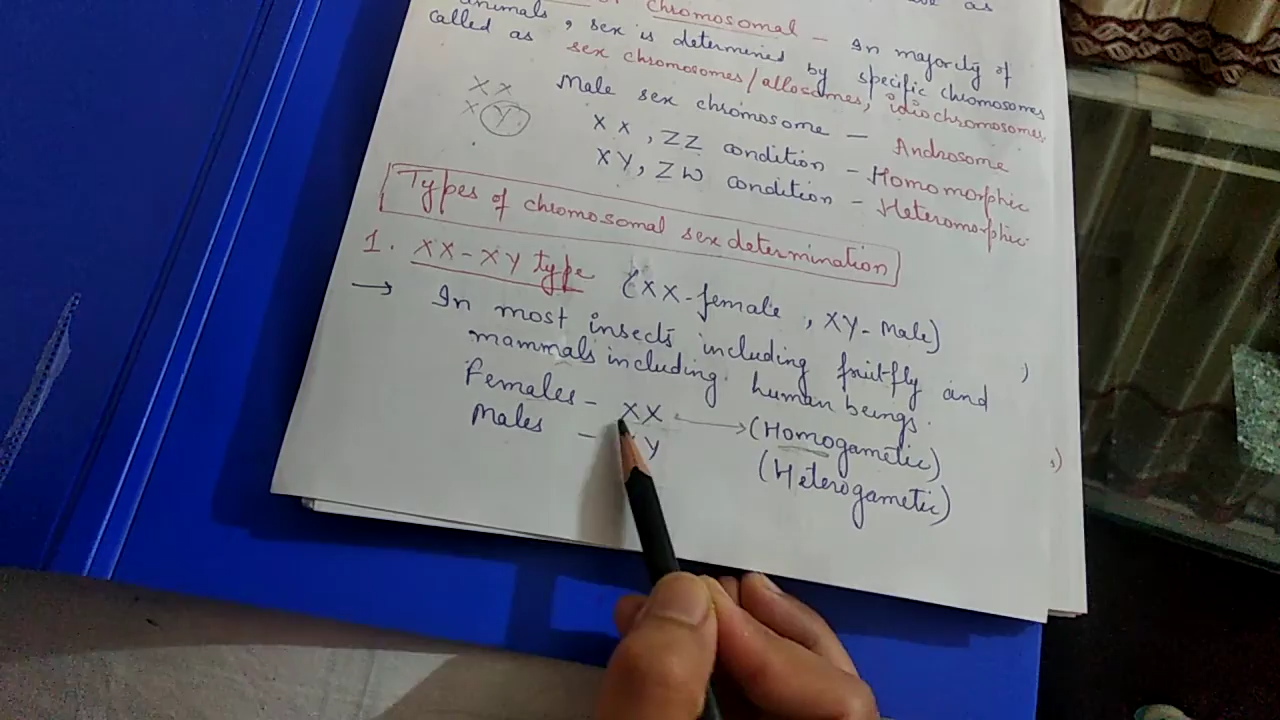 as
chromosomal - In majority of
animals, sex is determined by specific chromosomes
called as sex chromosomes/allosomes, idiochromosomes.
XX
XY
Male sex chromosome - Androsome
XX, ZZ condition - Homomorphic
XY, ZW condition - Heteromorphic.
Types of chromosomal sex determination
1. XX-XY type (XX-female, XY-Male)
→ In most insects including fruitfly and
mammals including human beings.
Females - XX → (Homogametic)
Males - Y (Heterogametic)